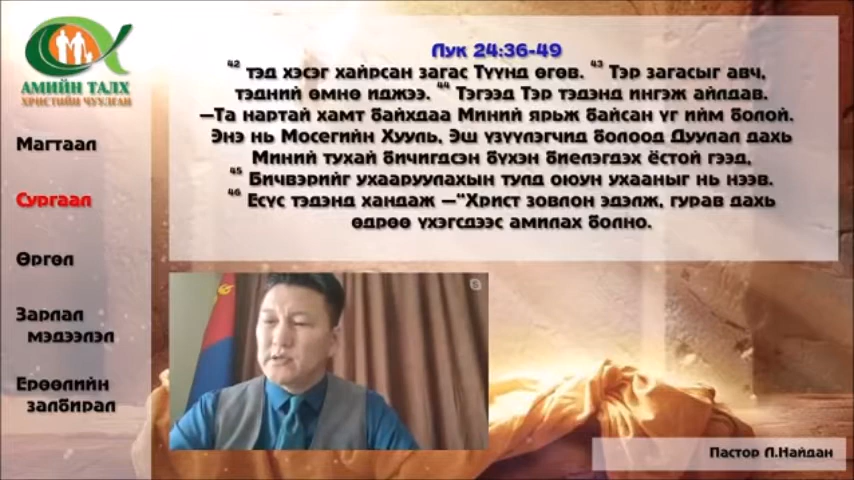 АМИЙН ТАЛХ
ХРИСТИЙН ЧУУЛГАН
Магтаал
Сургаал
Өргөл
Зарлал
мэдээлэл
Ерөөлийн
залбирал
Лук 24:36-49
42 тэд хэсэг хайрсан загас Түүнд өгөв. 43 Тэр загасыг авч,
тэдний өмнө иджээ. 44 Тэгээд Тэр тэдэнд ингэж айлдав.
—Та нартай хамт байхдаа Миний ярьж байсан үг ийм болой.
Энэ нь Мосегийн Хууль, Эш үзүүлэгчид болоод Дуулал дахь
Миний тухай бичигдсэн бүхэн биелэгдэх ёстой гээд,
45 Бичвэрийг ухааруулахын тулд оюун ухааныг нь нээв.
46 Есүс тэдэнд хандаж —"Христ зовлон эдэлж, гурав дахь
өдрөө үхэгсдээс амилах болно.
Пастор Л.Найдан